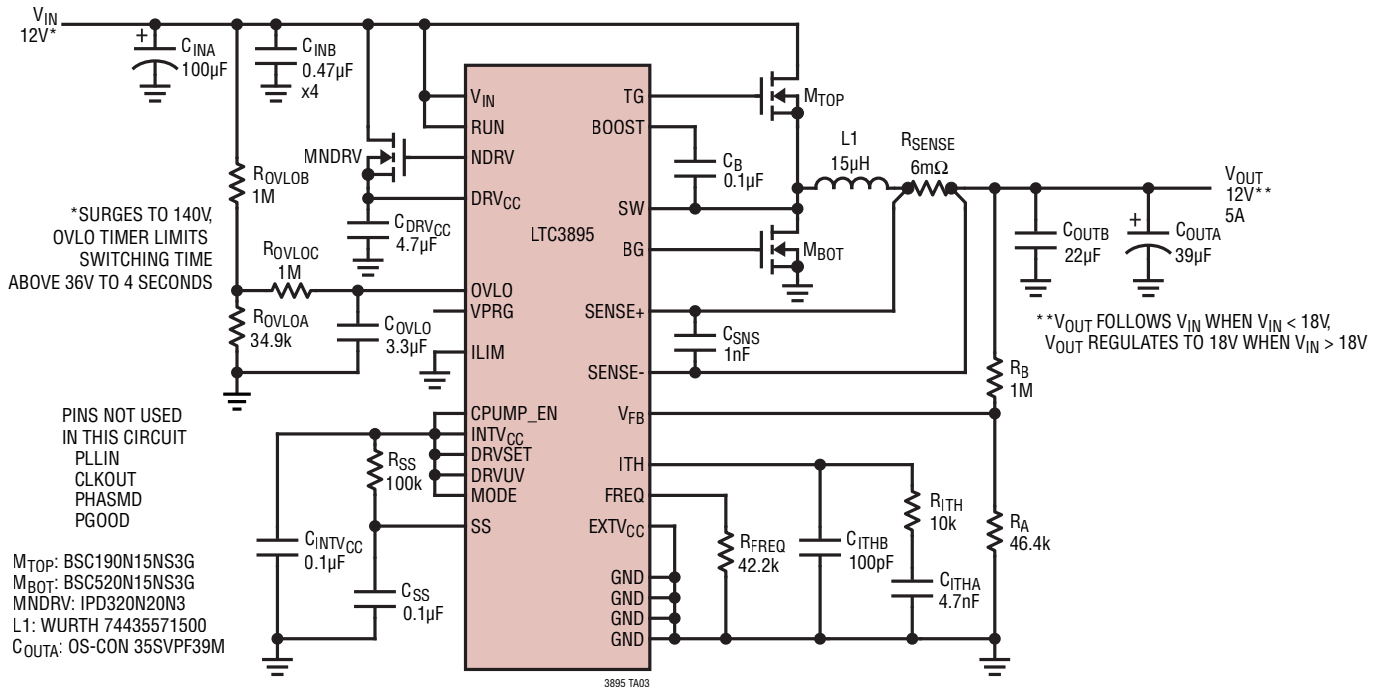 VIN
12V*
+
CINA
100µF
CINB
0.47µF
x4
ROVLOB
1M
MNDRV
CDRVCC
4.7µF
*SURGES TO 140V,
OVLO TIMER LIMITS
SWITCHING TIME
ABOVE 36V TO 4 SECONDS
ROVLOC
1M
ROVLOA
34.9k
COVLO
3.3µF
VIN
RUN
NDRV
DRVCC
OVLO
VPRG
ILIM
CPUMP_EN
INTVCC
DRVSET
DRVUV
MODE
SS
LTC3895
TG
BOOST
SW
BG
SENSE+
SENSE-
VFB
ITH
FREQ
EXTVCC
GND
GND
GND
GND
MTOP
CB
0.1µF
MBOT
L1
15µH
RSENSE
6mΩ
VOUT
12V**
5A
COUTB
22µF
+
COUTA
39µF
CSNS
1nF
**VOUT FOLLOWS VIN WHEN VIN < 18V,
VOUT REGULATES TO 18V WHEN VIN > 18V
RB
1M
RA
46.4k
RITH
10k
CITHA
4.7nF
CITHB
100pF
RFREQ
42.2k
RSS
100k
CINTVCC
0.1µF
CSS
0.1µF
PINS NOT USED
IN THIS CIRCUIT
PLLIN
CLKOUT
PHASMD
PGOOD
MTOP: BSC190N15NS3G
MBOT: BSC520N15NS3G
MNDRV: IPD320N20N3
L1: WURTH 74435571500
COUTA: OS-CON 35SVPF39M
3895 TA03